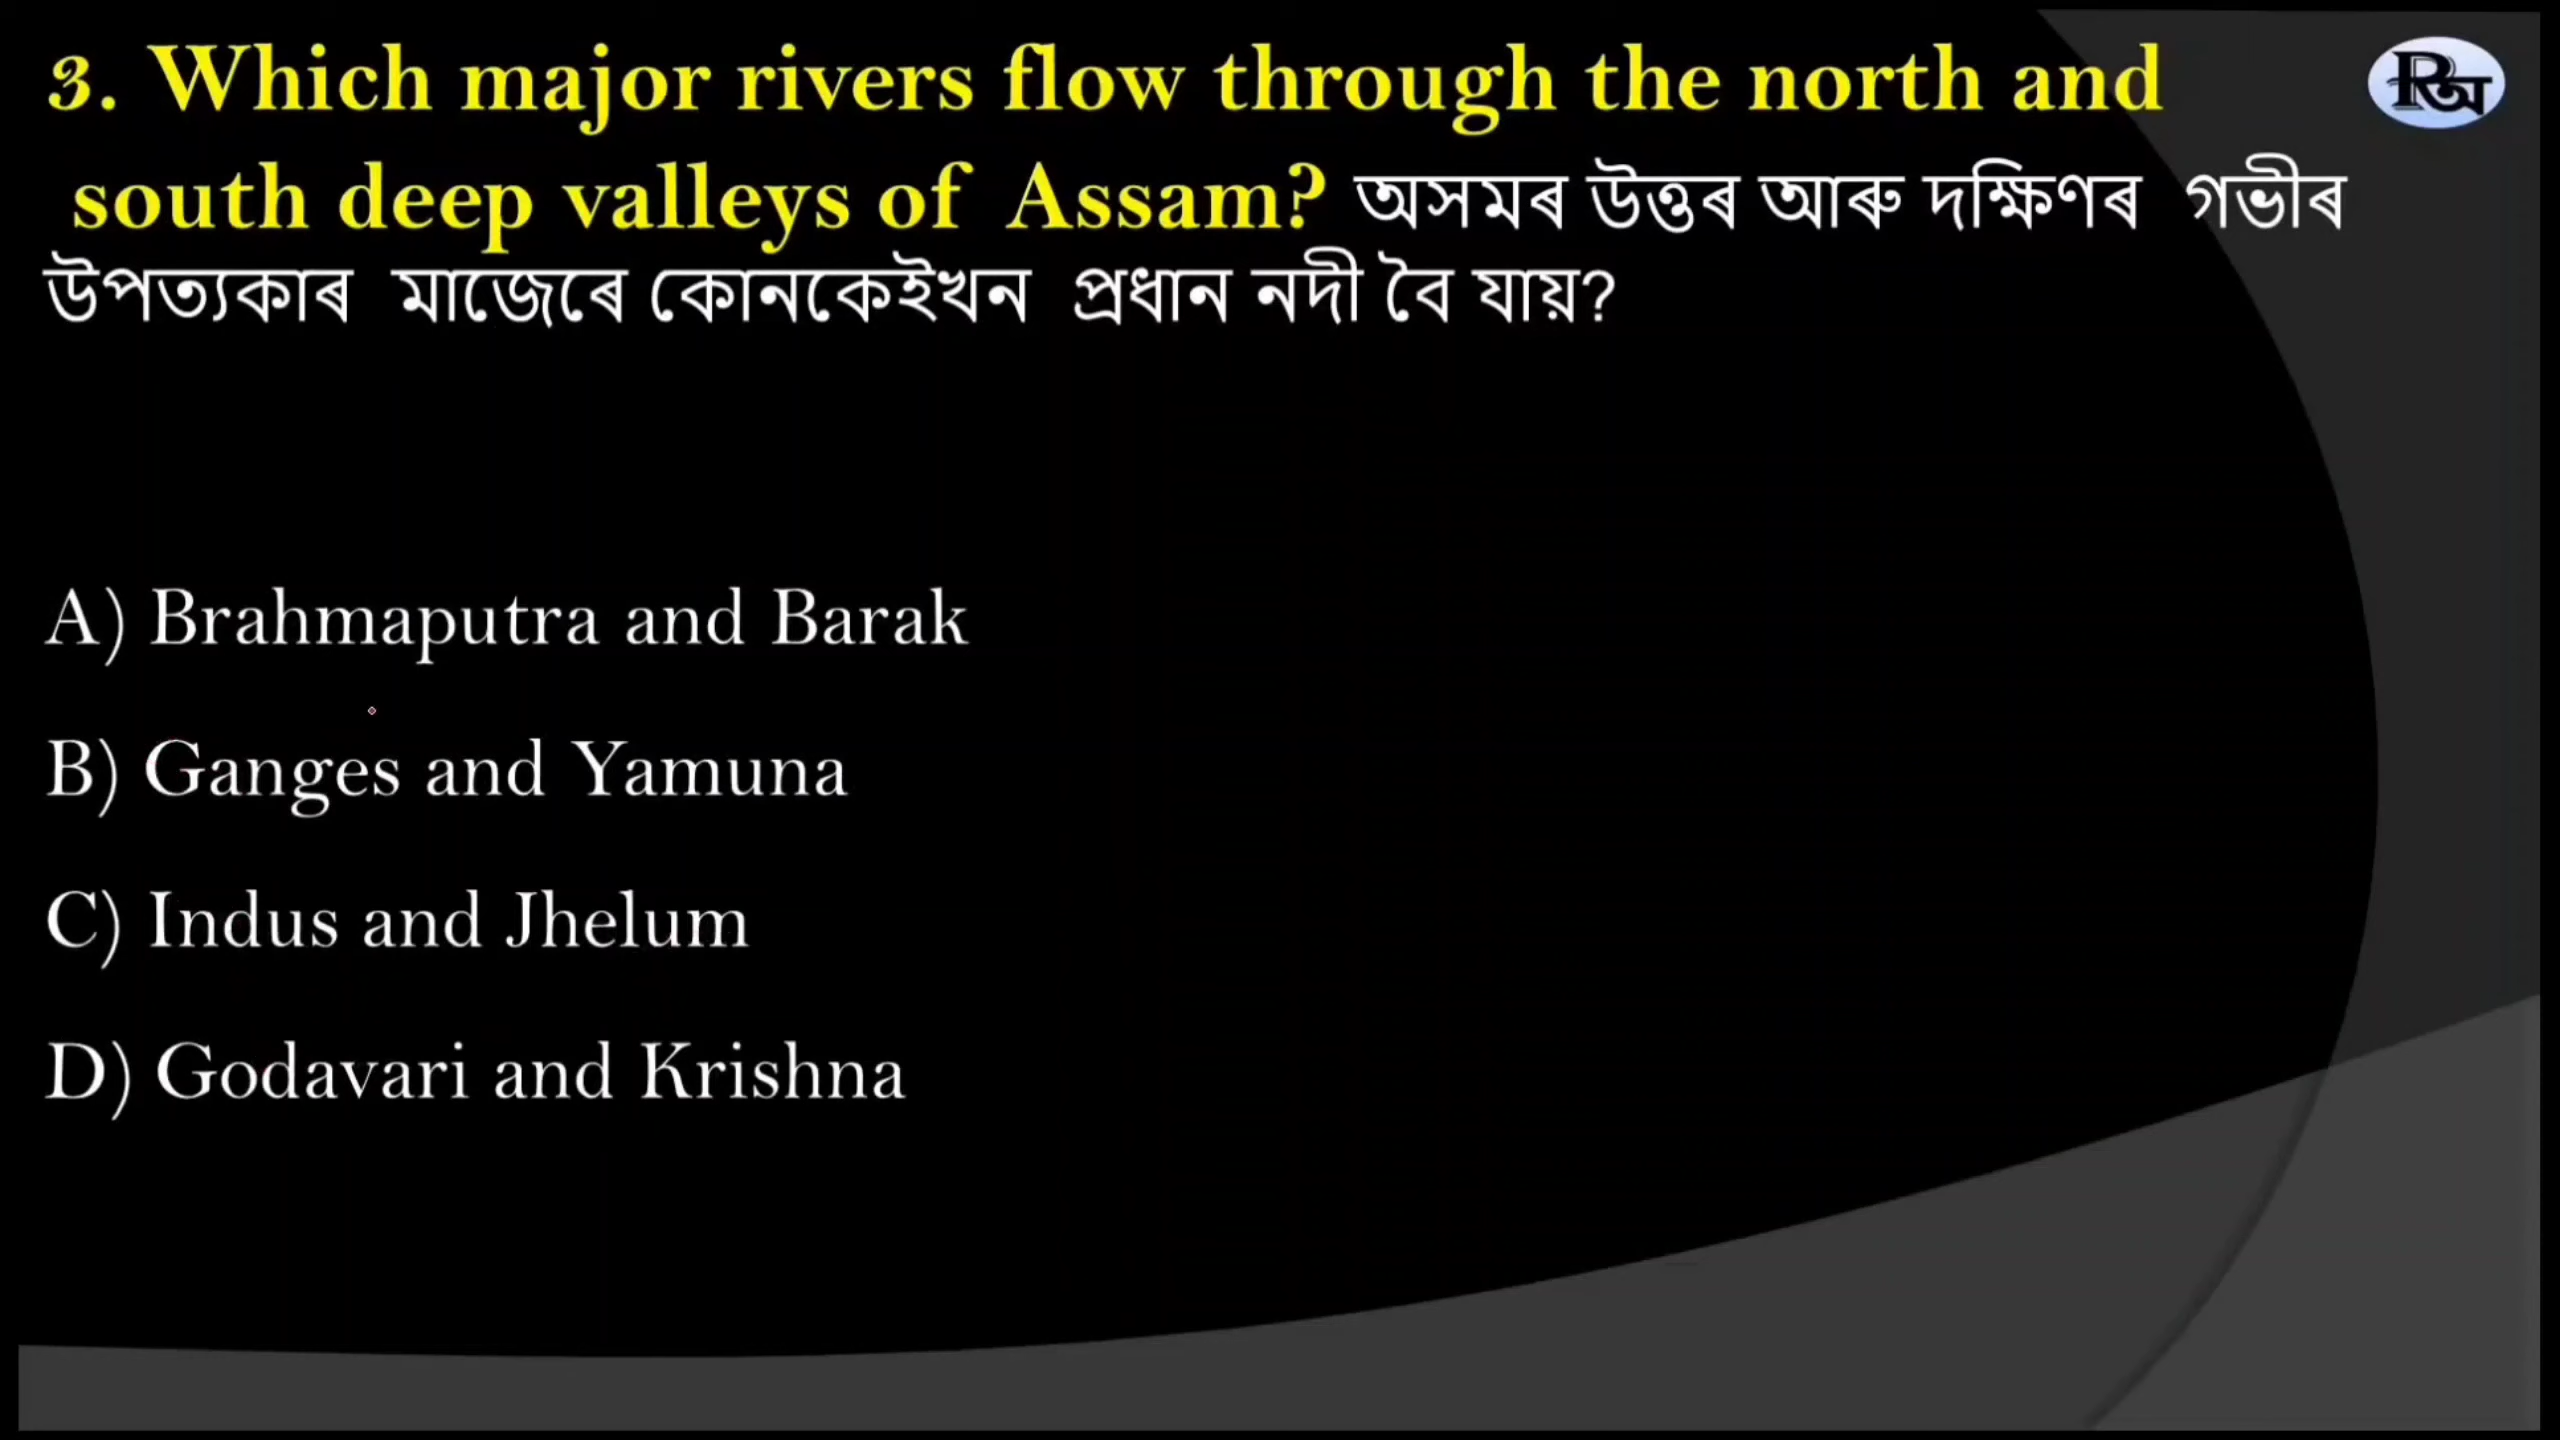 3. Which major rivers flow through the north and
south deep valleys of Assam? অসমৰ উত্তৰ আৰু দক্ষিণৰ গভীৰ
উপত্যকাৰ মাজেৰে কোনকেইখন প্ৰধান নদী বৈ যায়?
A) Brahmaputra and Barak
B) Ganges and Yamuna
C) Indus and Jhelum
D) Godavari and Krishna